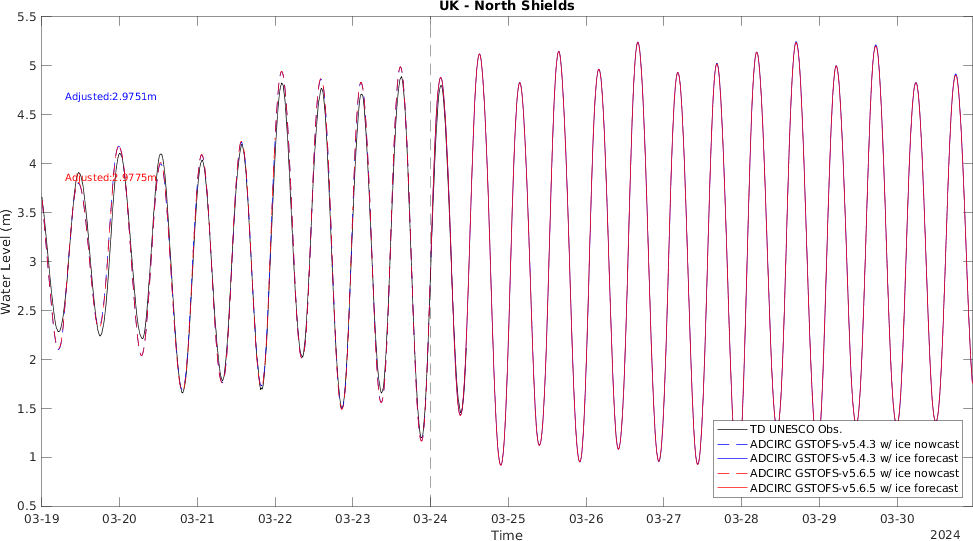 UK - North Shields
5.5
5
4.5
4
3.5
3
2.5
2
1.5
1
0.5
Water Level (m)
Adjusted:2.9751m
Adjusted:2.9775m
TD UNESCO Obs.
ADCIRC GSTOFS-v5.4.3 w/ ice nowcast
ADCIRC GSTOFS-v5.4.3 w/ ice forecast
ADCIRC GSTOFS-v5.6.5 w/ ice nowcast
ADCIRC GSTOFS-v5.6.5 w/ ice forecast
03-19 03-20 03-21 03-22 03-23 03-24 03-25 03-26 03-27 03-28 03-29 03-30
Time
2024